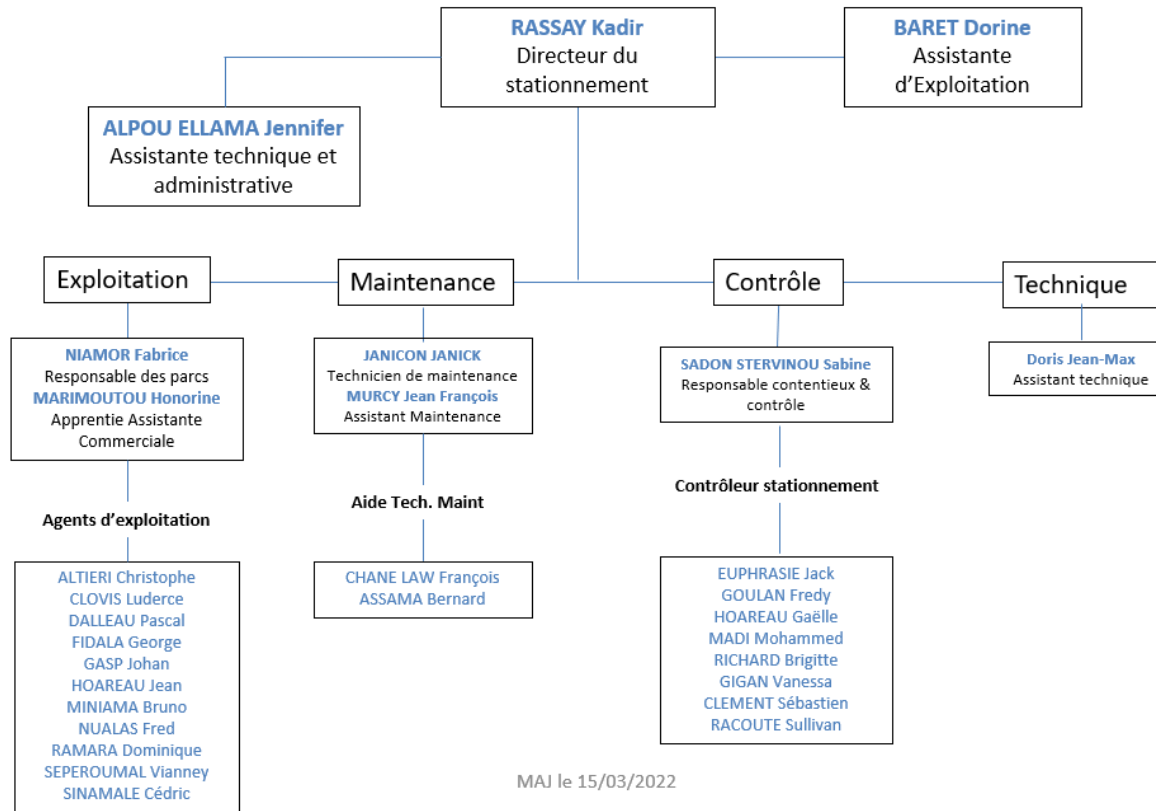 RASSAY Kadir
Directeur du
stationnement
BARET Dorine
Assistante
d’Exploitation
ALPOU ELLAMA Jennifer
Assistante technique et
administrative
Exploitation
Maintenance
Contrôle
Technique
NIAMOR Fabrice
Responsable des parcs
MARIMOUTOU Honorine
Apprentie Assistante
Commerciale
JANICON JANICK
Technicien de maintenance
MURCY Jean François
Assistant Maintenance
SADON STERVINOU Sabine
Responsable contentieux &
contrôle
Doris Jean-Max
Assistant technique
Agents d’exploitation
Aide Tech. Maint
Contrôleur stationnement
ALTIERI Christophe
CLOVIS Luderce
DALLEAU Pascal
FIDALA George
GASP Johan
HOAREAU Jean
MINIAMA Bruno
NUALAS Fred
RAMARA Dominique
SEPEROUMAL Vianney
SINAMALE Cédric
CHANE LAW François
ASSAMA Bernard
EUPHRASIE Jack
GOULAN Fredy
HOAREAU Gaëlle
MADI Mohammed
RICHARD Brigitte
GIGAN Vanessa
CLEMENT Sébastien
RACOUTE Sullivan
MAJ le 15/03/2022